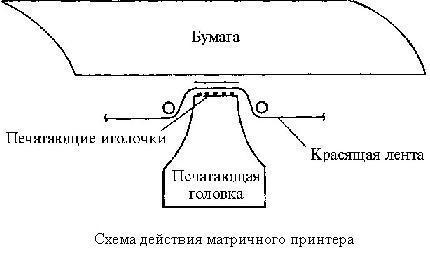 Бумага
Печатающие иголочки
Красящая лента
Печатающая
головка
Схема действия матричного принтера